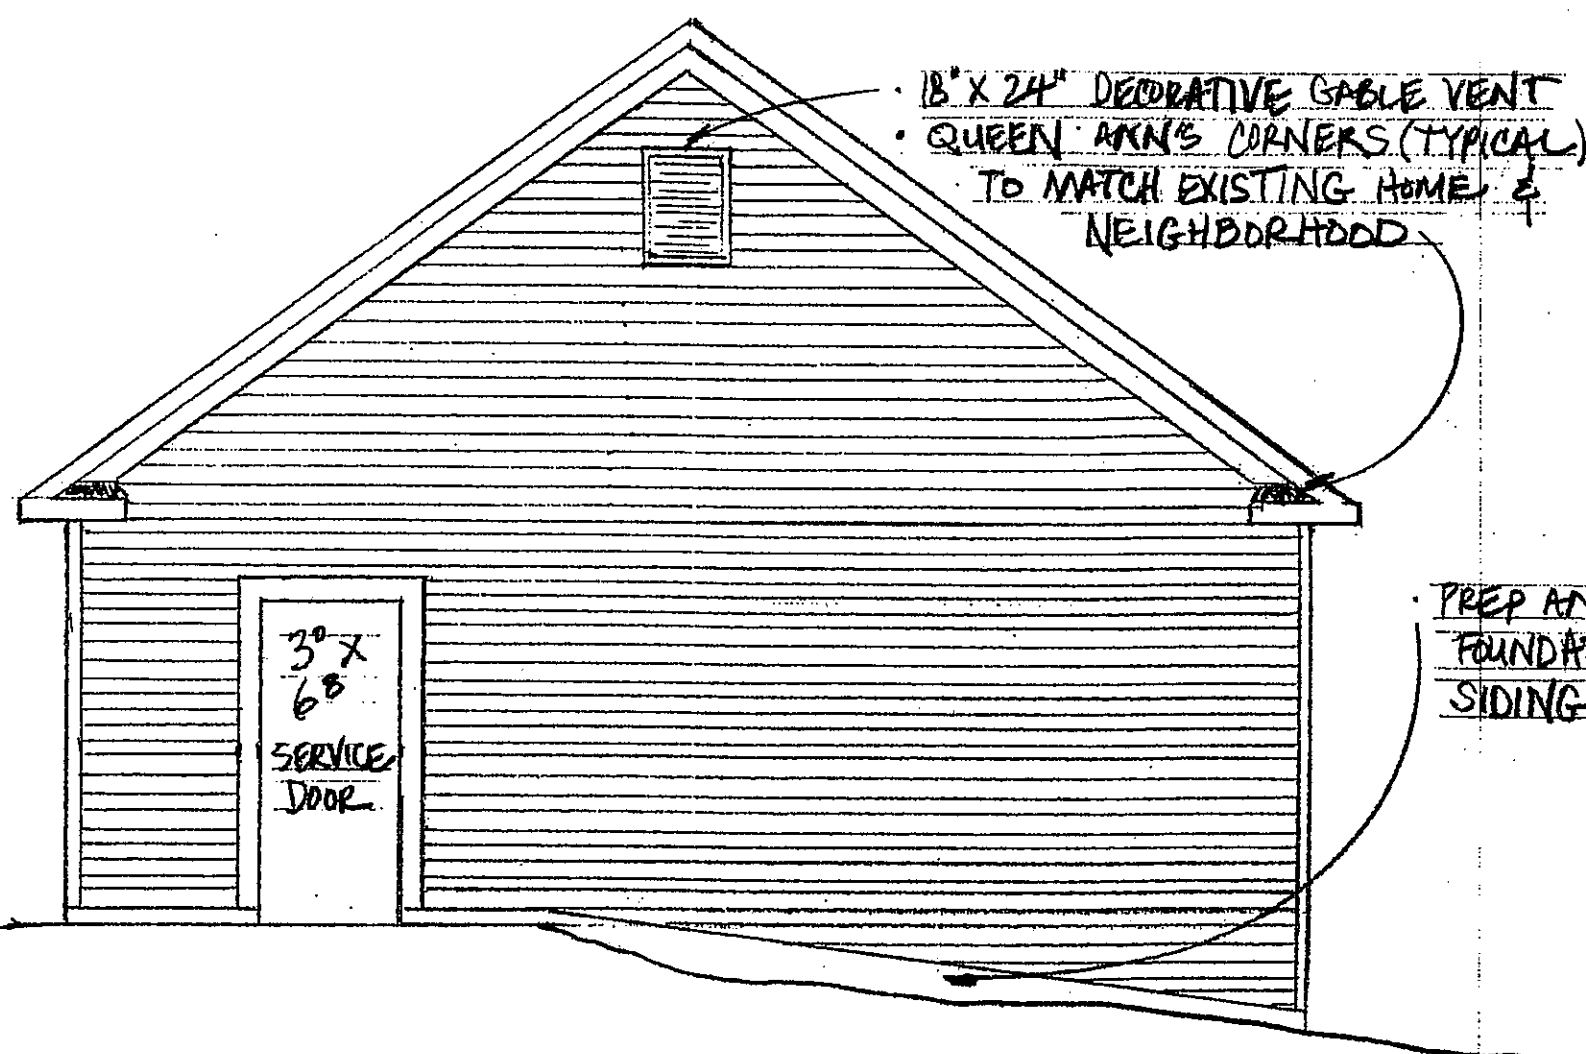 · 18" X 24" DECORATIVE GABLE VENT
· QUEEN ANN'S CORNERS (TYPICAL)
TO MATCH EXISTING HOME &
NEIGHBORHOOD
· PREP AN
FOUNDA
SIDING
3⁰ X
6⁸
SERVICE
DOOR